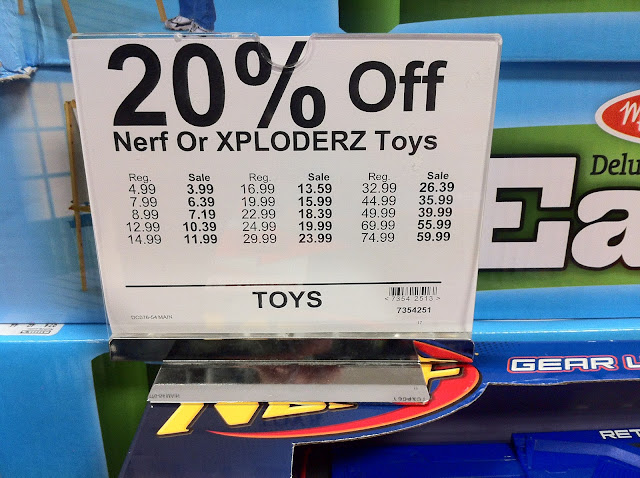 20% Off
Nerf Or XPLODERZ Toys
Reg. Sale Reg. Sale Reg. Sale
4.99 3.99 16.99 13.59 32.99 26.39
7.99 6.39 19.99 15.99 44.99 35.99
8.99 7.19 22.99 18.39 49.99 39.99
12.99 10.39 24.99 19.99 69.99 55.99
14.99 11.99 29.99 23.99 74.99 59.99
TOYS
<7354 2513>
7354251
Delu
Ea
GEAR U
RET